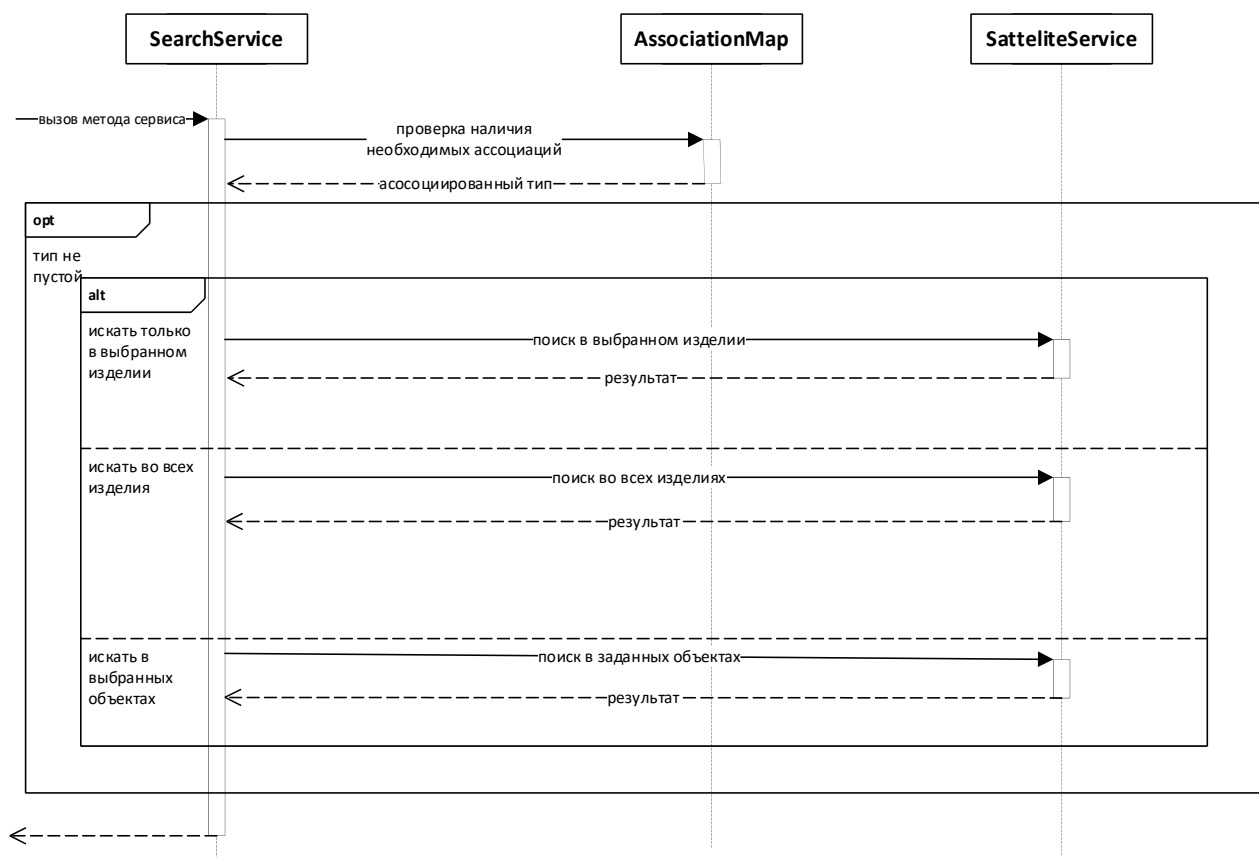 SearchService
AssociationMap
SatteliteService
вызов метода сервиса
проверка наличия
необходимых ассоциаций
асосоциированный тип
opt
тип не
пустой
alt
искать только
в выбранном
изделии
поиск в выбранном изделии
результат
искать во всех
изделия
поиск во всех изделиях
результат
искать в
выбранных
объектах
поиск в заданных объектах
результат